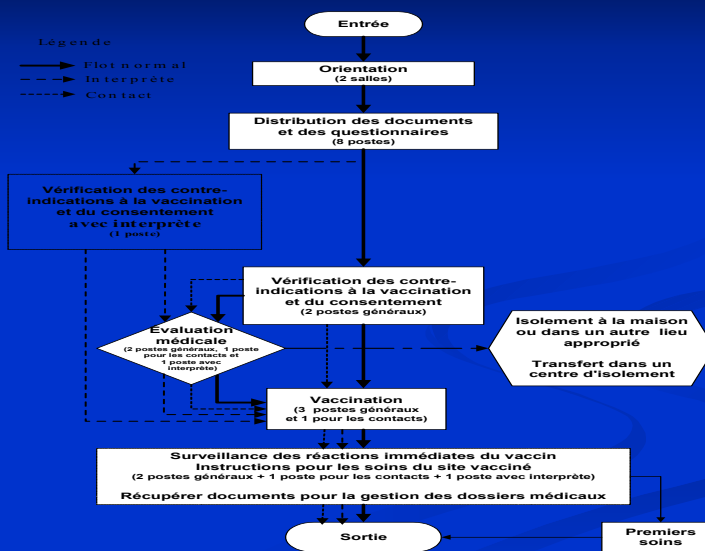 Entrée
Légende
Flot normal
Interprète
Contact
Orientation
(2 salles)
Distribution des documents
et des questionnaires
(8 postes)
Vérification des contre-
indications à la vaccination
et du consentement
avec interprète
(1 poste)
Vérification des contre-
indications à la vaccination
et du consentement
(2 postes généraux)
Evaluation
médicale
(2 postes généraux, 1 poste
pour les contacts et
1 poste avec
interprète)
Isolement à la maison
ou dans un autre lieu
approprié
Transfert dans un
centre d'isolement
Vaccination
(3 postes généraux
et 1 pour les contacts)
Surveillance des réactions immédiates du vaccin
Instructions pour les soins du site vacciné
(2 postes généraux + 1 poste pour les contacts + 1 poste avec interprète)
Récupérer documents pour la gestion des dossiers médicaux
Sortie
Premiers
soins